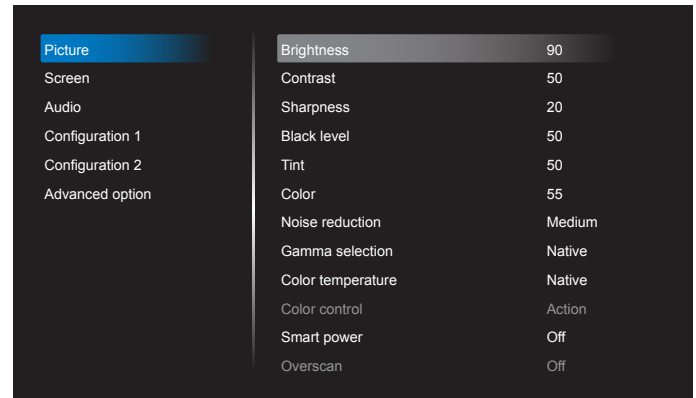 Picture
Screen
Audio
Configuration 1
Configuration 2
Advanced option
Brightness 90
Contrast 50
Sharpness 20
Black level 50
Tint 50
Color 55
Noise reduction Medium
Gamma selection Native
Color temperature Native
Color control Action
Smart power Off
Overscan Off